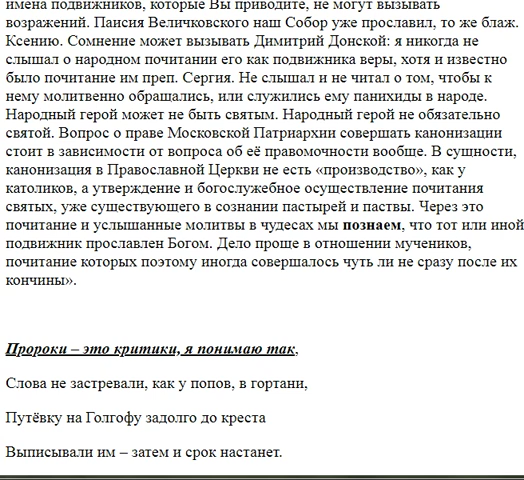 имена подвижников, которые Вы приводите, не могут вызывать
возражений. Паисия Величковского наш Собор уже прославил, то же блаж.
Ксению. Сомнение может вызывать Димитрий Донской: я никогда не
слышал о народном почитании его как подвижника веры, хотя и известно
было почитание им преп. Сергия. Не слышал и не читал о том, чтобы к
нему молитвенно обращались, или служились ему панихиды в народе.
Народный герой может не быть святым. Народный герой не обязательно
святой. Вопрос о праве Московской Патриархии совершать канонизации
стоит в зависимости от вопроса об её правомочности вообще. В сущности,
канонизация в Православной Церкви не есть «производство», как у
католиков, а утверждение и богослужебное осуществление почитания
святых, уже существующего в сознании пастырей и паствы. Через это
почитание и услышанные молитвы в чудесах мы познаем, что тот или иной
подвижник прославлен Богом. Дело проще в отношении мучеников,
почитание которых поэтому иногда совершалось чуть ли не сразу после их
кончины».
Пророки – это критики, я понимаю так,
Слова не застревали, как у попов, в гортани,
Путёвку на Голгофу задолго до креста
Выписывали им – затем и срок настанет.